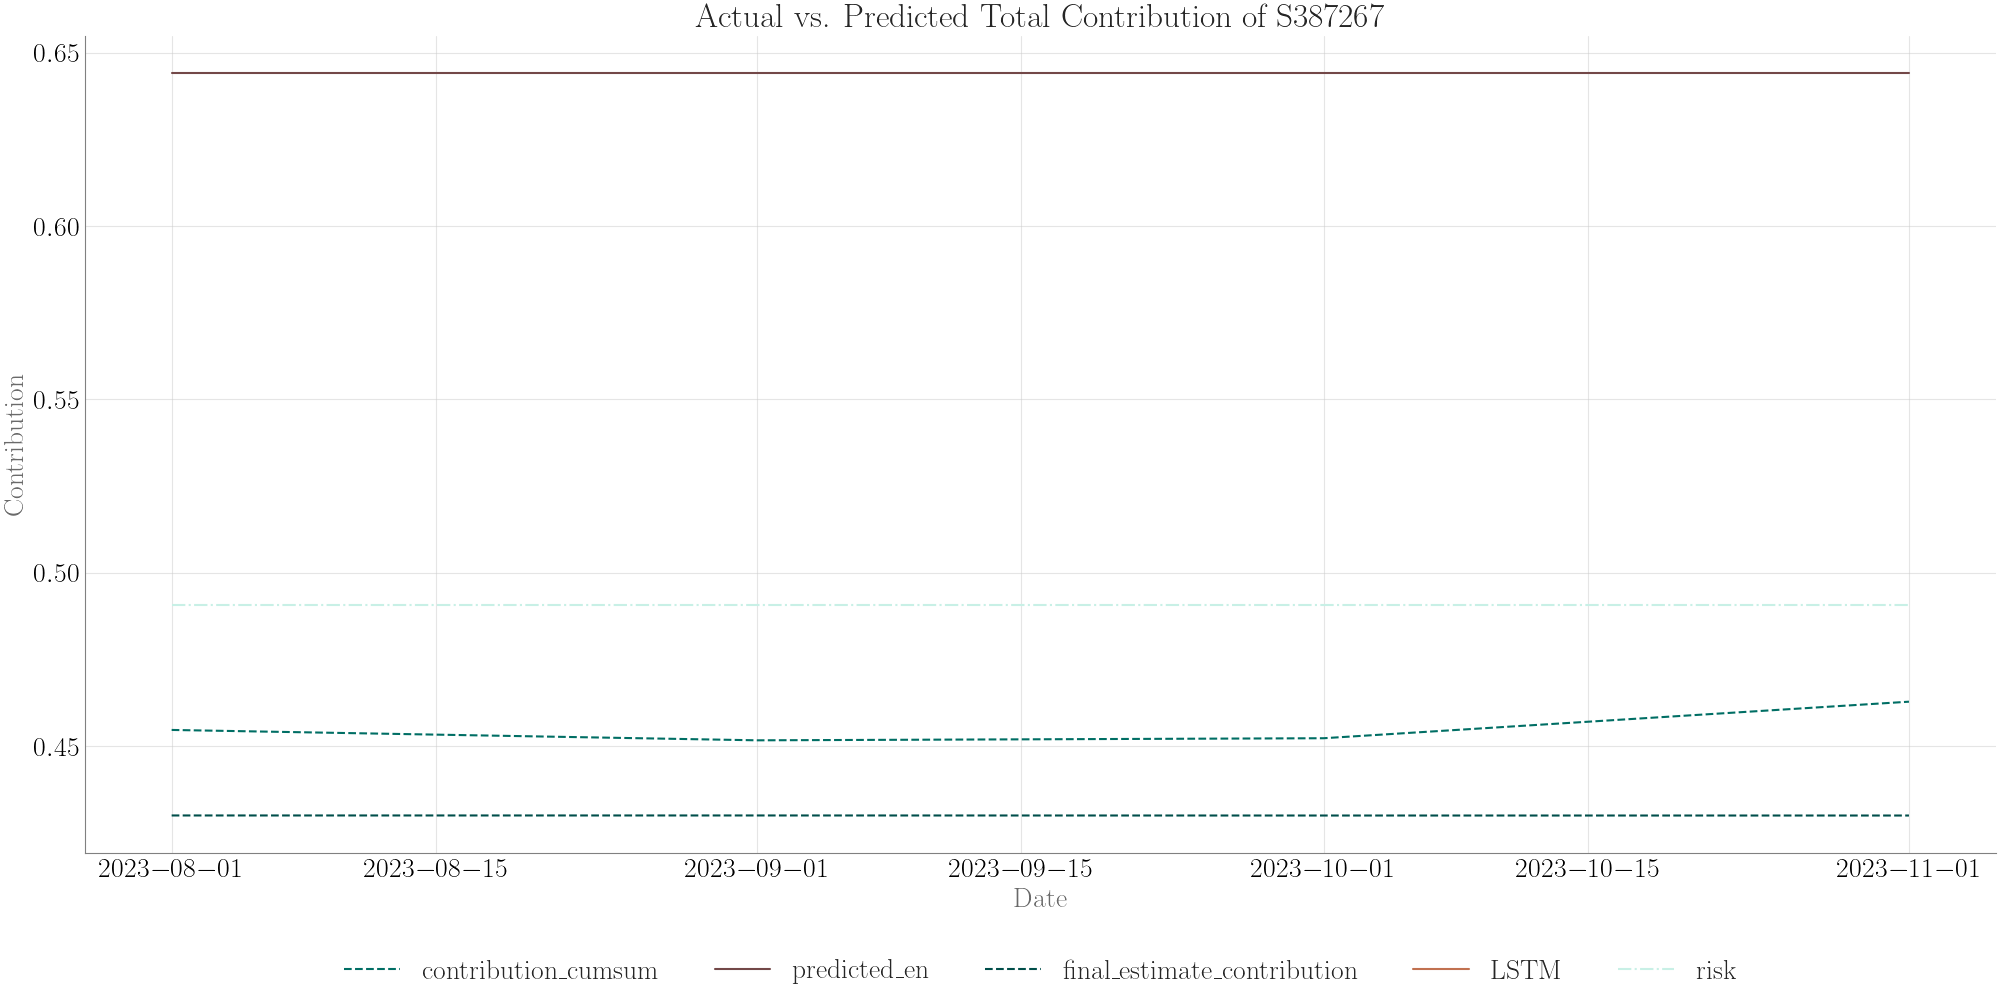 Actual vs. Predicted Total Contribution of S387267
0.65
0.60
0.55
0.50
0.45
Contribution
2023−08−01 2023−08−15 2023−09−01 2023−09−15 2023−10−01 2023−10−15 2023−11−01
Date
contribution_cumsum predicted_en final_estimate_contribution LSTM risk